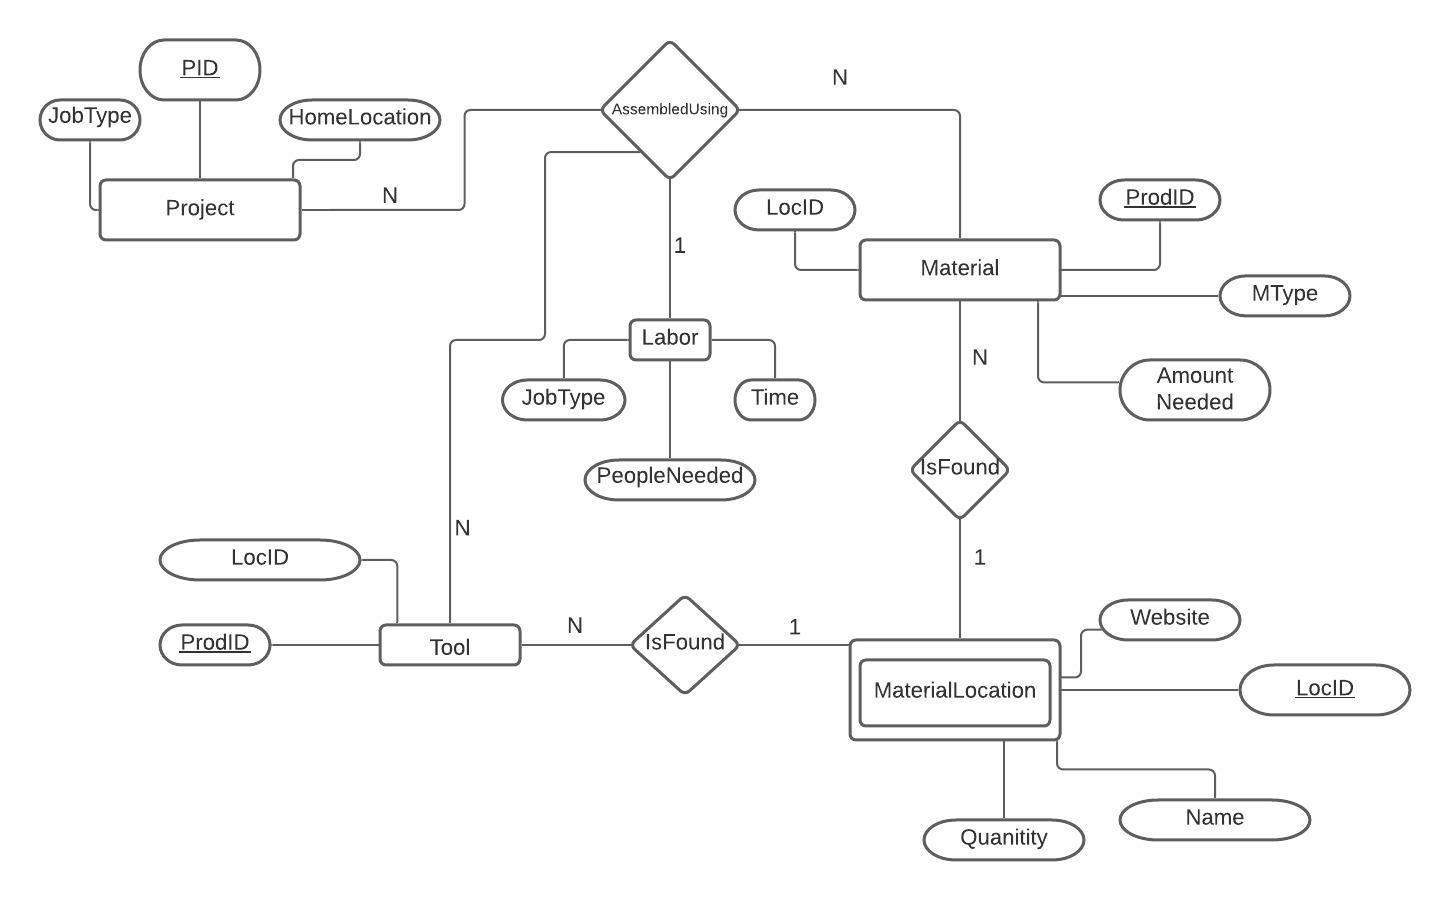 PID
JobType
HomeLocation
Project
N
AssembledUsing
N
1
LocID
ProdID
Material
MType
Amount
Needed
Labor
JobType
Time
PeopleNeeded
N
IsFound
1
N
LocID
ProdID
Tool
N
IsFound
1
MaterialLocation
Website
LocID
Name
Quanitity